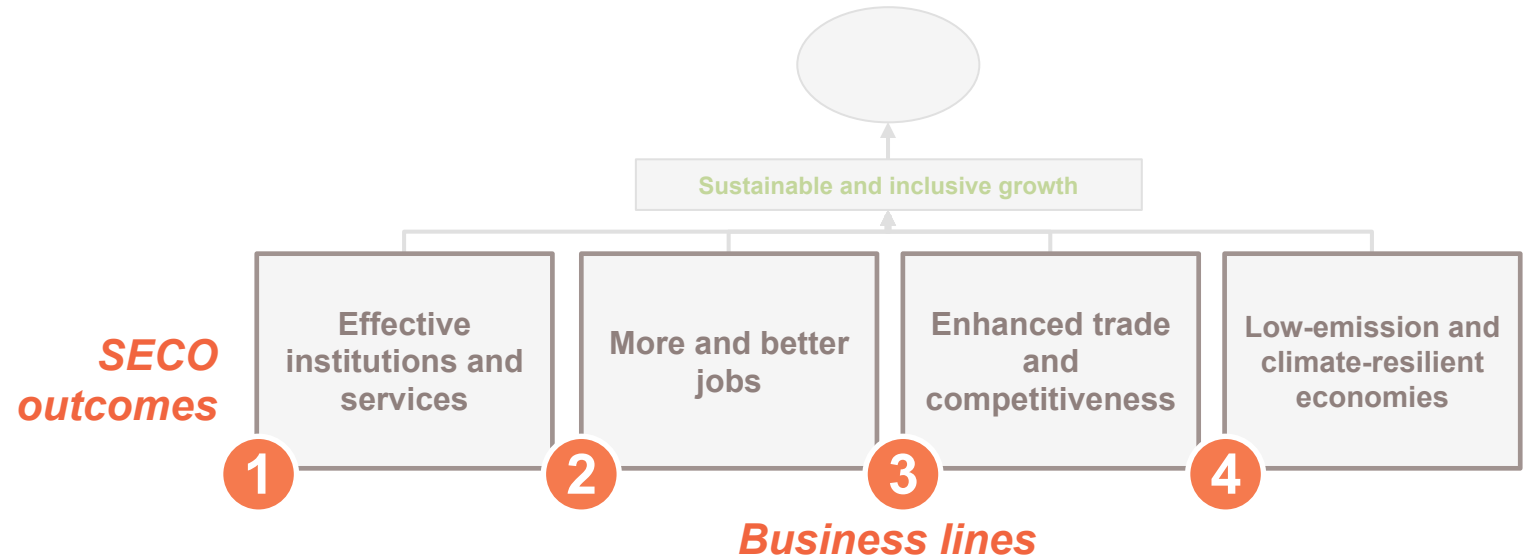 Sustainable and inclusive growth
SECO
outcomes
Effective
institutions and
services
1
More and better
jobs
2
Enhanced trade
and
competitiveness
3
Low-emission and
climate-resilient
economies
4
Business lines